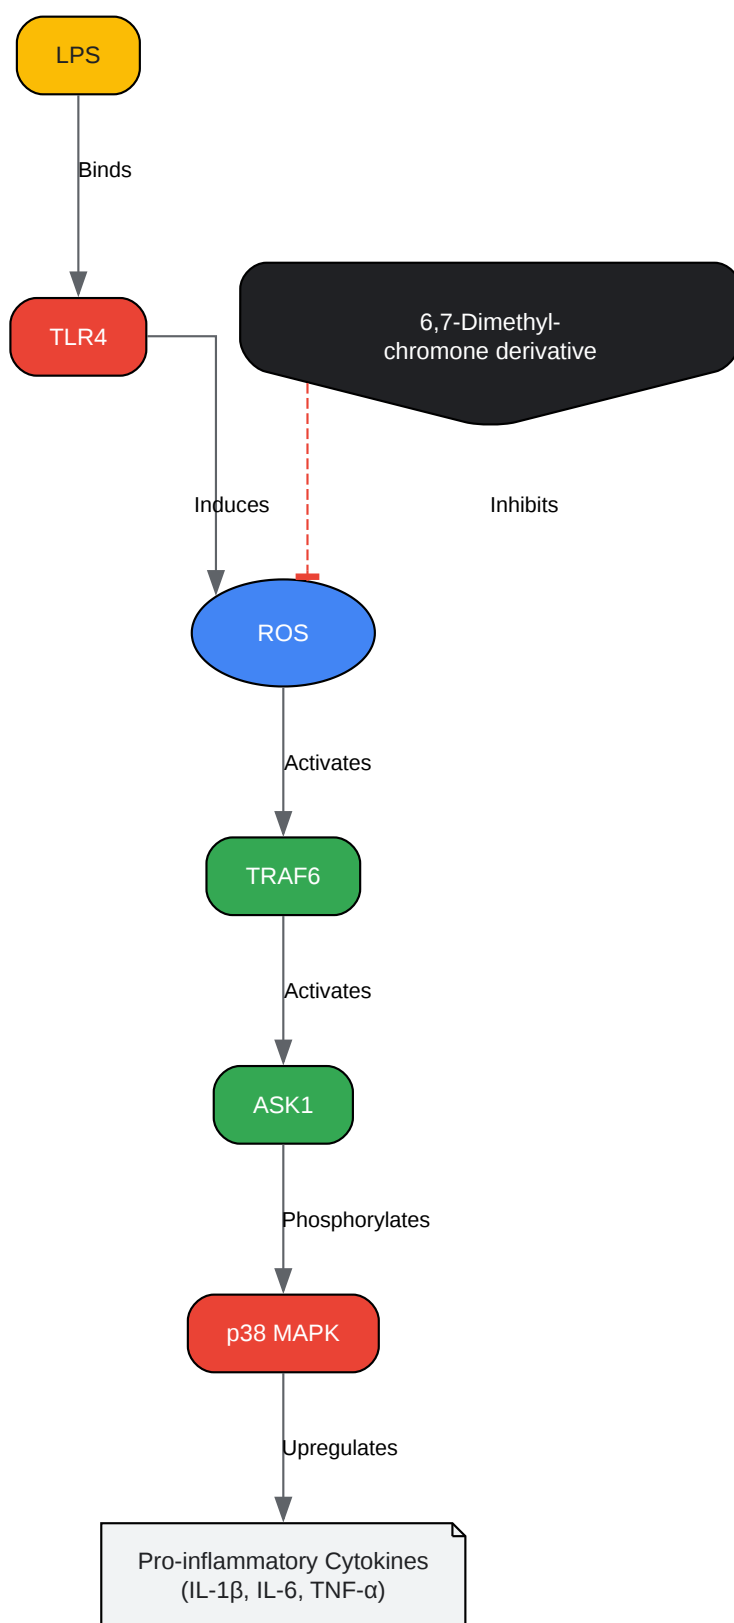 LPS
Binds
TLR4
6,7-Dimethyl-
chromone derivative
Induces
Inhibits
ROS
Activates
TRAF6
Activates
ASK1
Phosphorylates
p38 MAPK
Upregulates
Pro-inflammatory Cytokines
(IL-1β, IL-6, TNF-α)